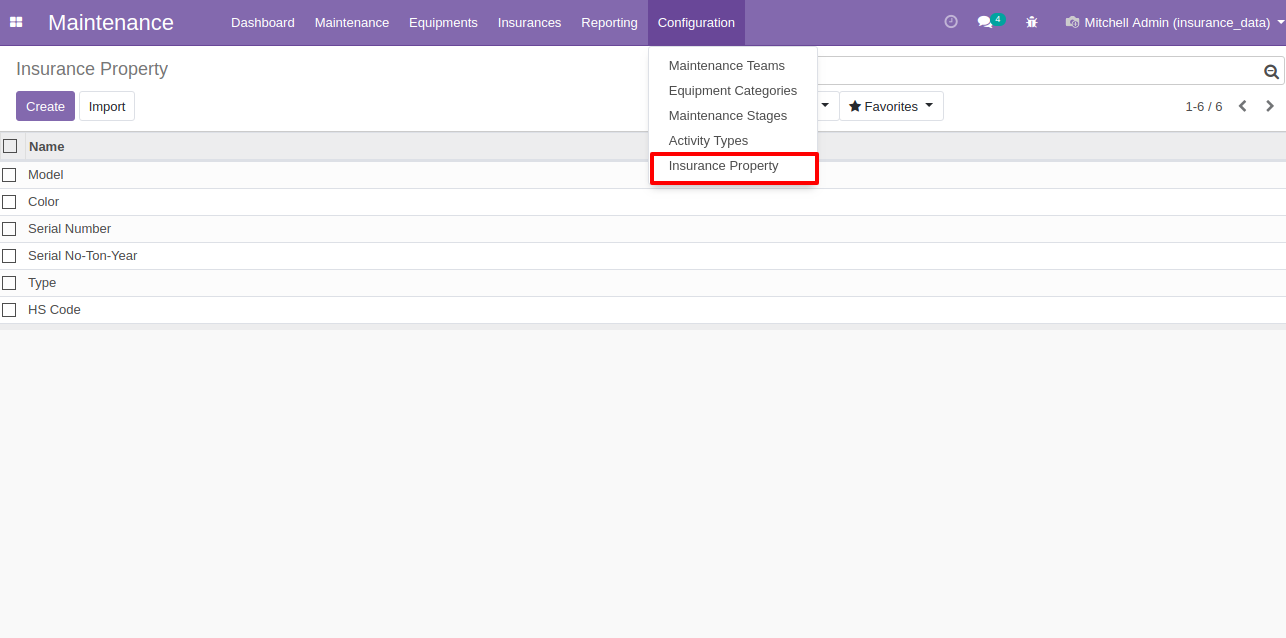 Maintenance Dashboard Maintenance Equipments Insurances Reporting Configuration 4 Mitchell Admin (insurance_data)
Insurance Property
Maintenance Teams
Equipment Categories
Maintenance Stages
Activity Types
Insurance Property
Create Import Favorites 1-6 / 6
Name
Model
Color
Serial Number
Serial No-Ton-Year
Type
HS Code